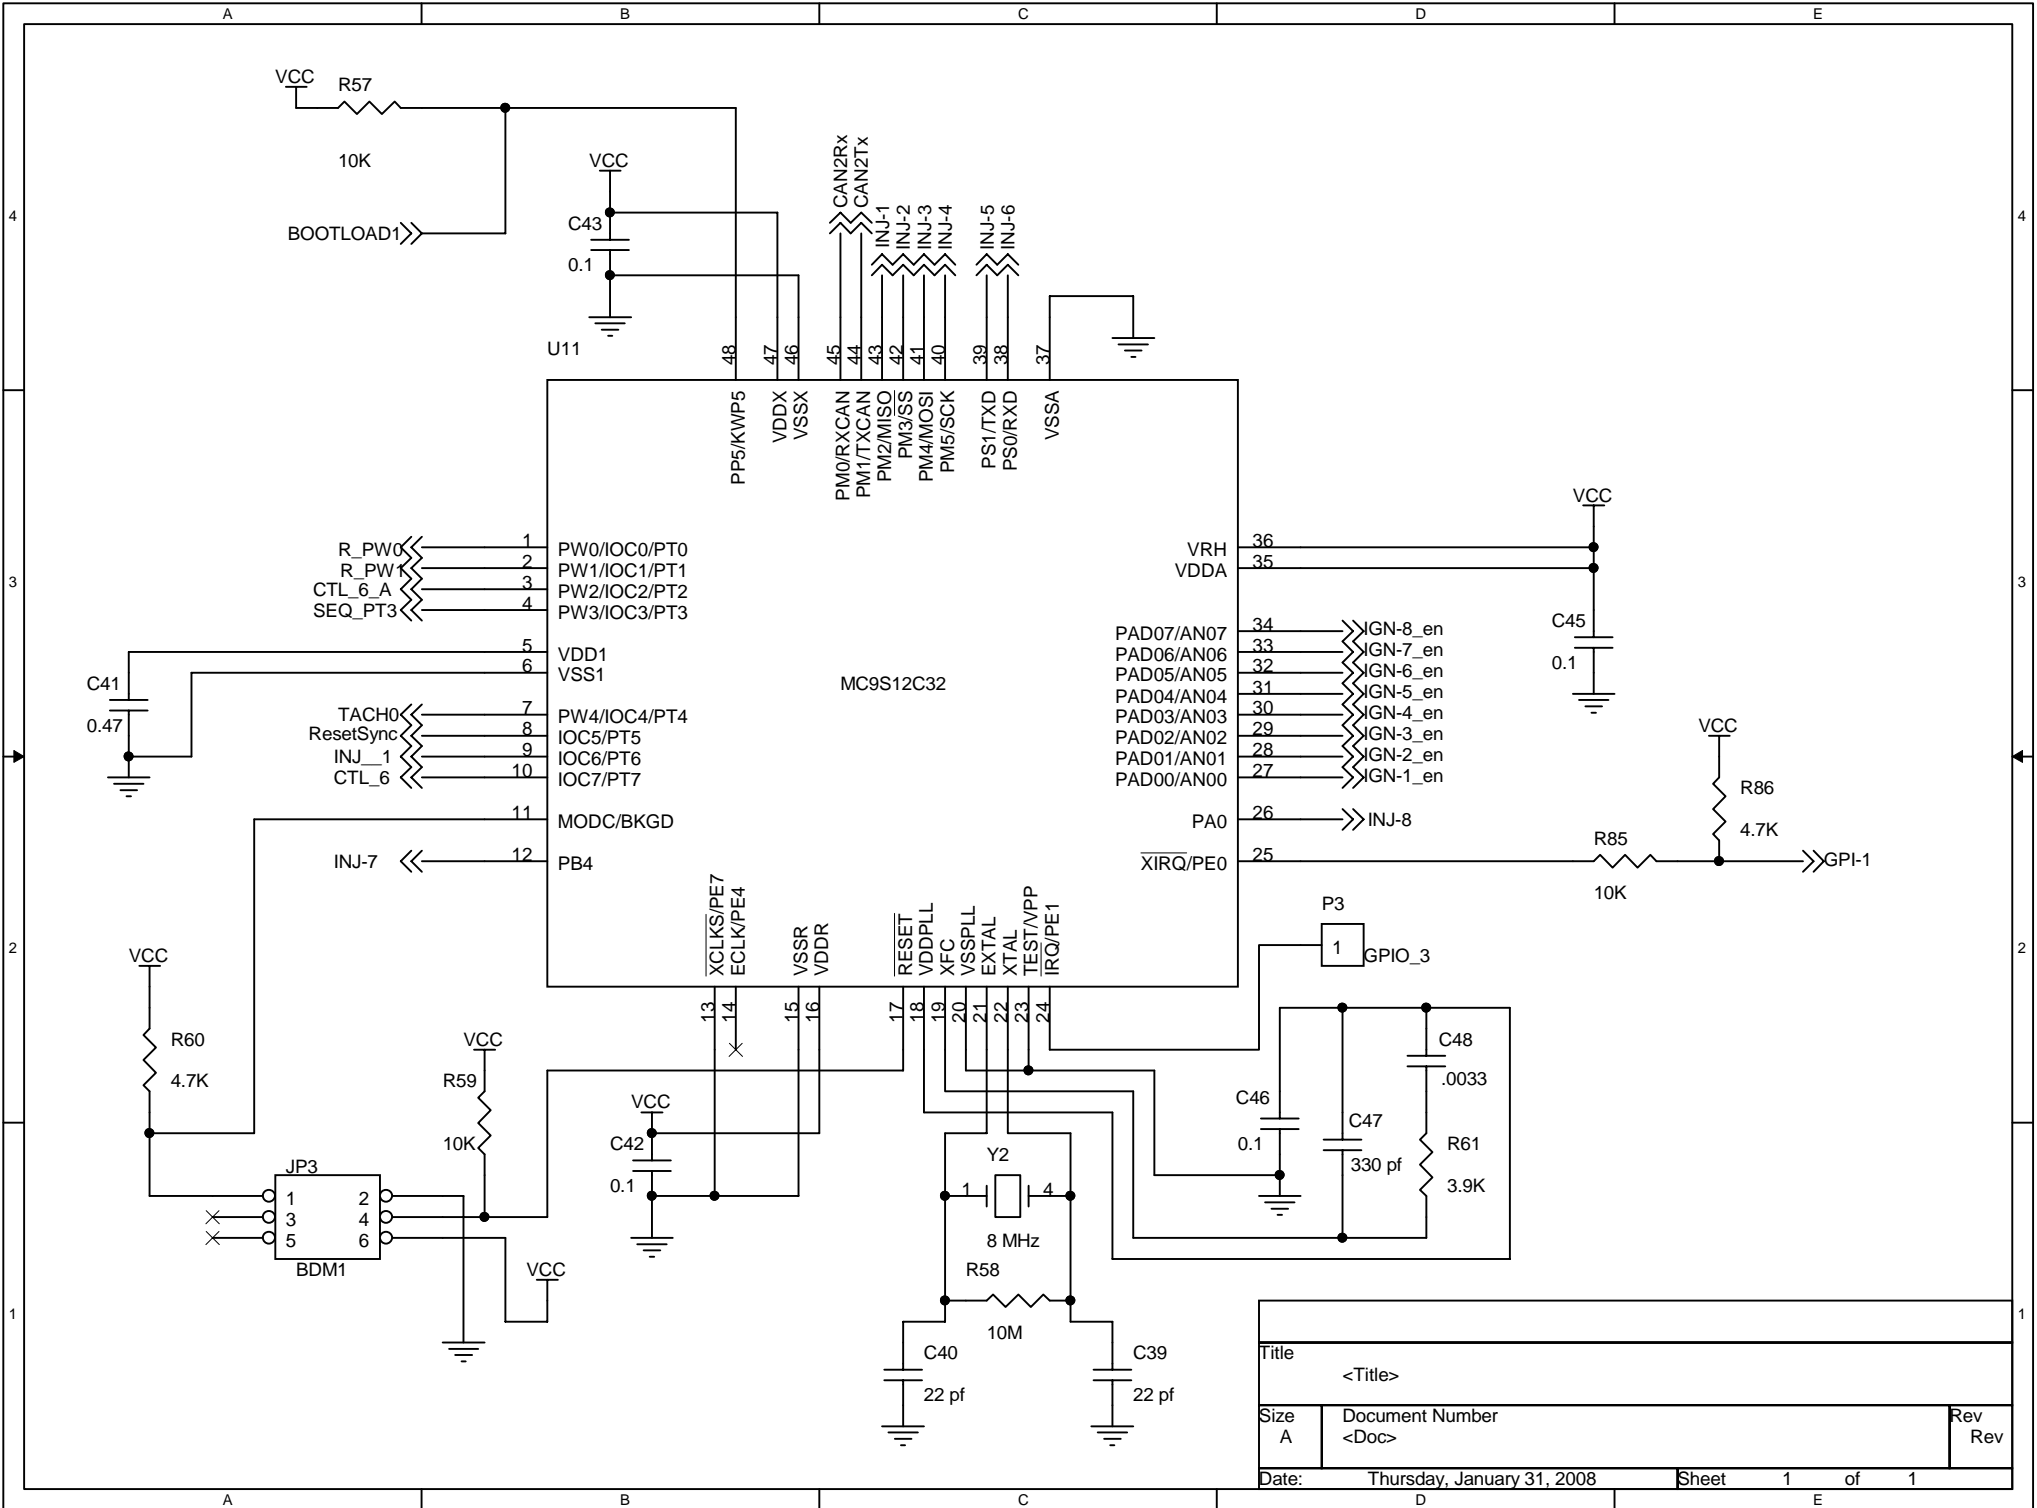 A B C D E
VCC
R57
10K
BOOTLOAD1
VCC
C43
0.1
CAN2Rx
CAN2Tx
INJ-1
INJ-2
INJ-3
INJ-4
INJ-5
INJ-6
4
4
U11
48
47
46
45
44
43
42
41
40
39
38
37
PP5/KWP5
VDDX
VSSX
PM0/RXCAN
PM1/TXCAN
PM2/MISO
PM3/SS
PM4/MOSI
PM5/SCK
PS1/TXD
PS0/RXD
VSSA
3
3
R_PW0 1 PW0/IOC0/PT0
R_PW1 2 PW1/IOC1/PT1
CTL_6_A 3 PW2/IOC2/PT2
SEQ_PT3 4 PW3/IOC3/PT3
5 VDD1
6 VSS1
C41
0.47
TACH0 7 PW4/IOC4/PT4
ResetSync 8 IOC5/PT5
INJ__1 9 IOC6/PT6
CTL_6 10 IOC7/PT7
11 MODC/BKGD
INJ-7 12 PB4
MC9S12C32
VCC
VRH 36
VDDA 35
C45
0.1
PAD07/AN07 34 IGN-8_en
PAD06/AN06 33 IGN-7_en
PAD05/AN05 32 IGN-6_en
PAD04/AN04 31 IGN-5_en
PAD03/AN03 30 IGN-4_en
PAD02/AN02 29 IGN-3_en
PAD01/AN01 28 IGN-2_en
PAD00/AN00 27 IGN-1_en
PA0 26 INJ-8
XIRQ/PE0 25
VCC
R86
4.7K
R85
10K
GPI-1
P3
1
GPIO_3
XCLKS/PE7
ECLK/PE4
VSSR
VDDR
RESET
VDDPLL
XFC
VSSPLL
EXTAL
XTAL
TEST/VPP
IRQ/PE1
13
14
15
16
17
18
19
20
21
22
23
24
2
2
VCC
R60
4.7K
VCC
R59
10K
JP3
1 2
3 4
5 6
BDM1
VCC
VCC
C42
0.1
Y2
1 4
8 MHz
R58
10M
C40
22 pf
C39
22 pf
C46
0.1
C47
330 pf
C48
.0033
R61
3.9K
1
1
Title
<Title>
Size
A
Document Number
<Doc>
Rev
Rev
Date: Thursday, January 31, 2008 Sheet 1 of 1
A B C D E